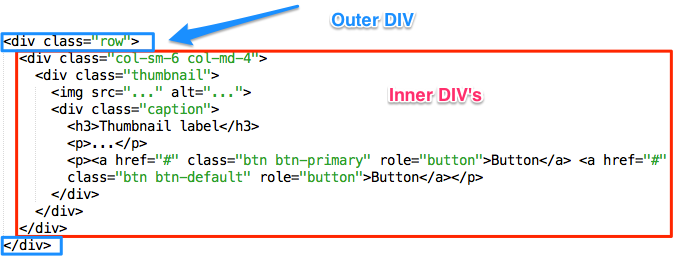 Outer DIV
<div class="row">
<div class="col-sm-6 col-md-4">
<div class="thumbnail">
<img src="..." alt="...">
<div class="caption">
Inner DIV's
<h3>Thumbnail label</h3>
<p>...</p>
<p><a href="#" class="btn btn-primary" role="button">Button</a> <a href="#"
class="btn btn-default" role="button">Button</a></p>
</div>
</div>
</div>
</div>